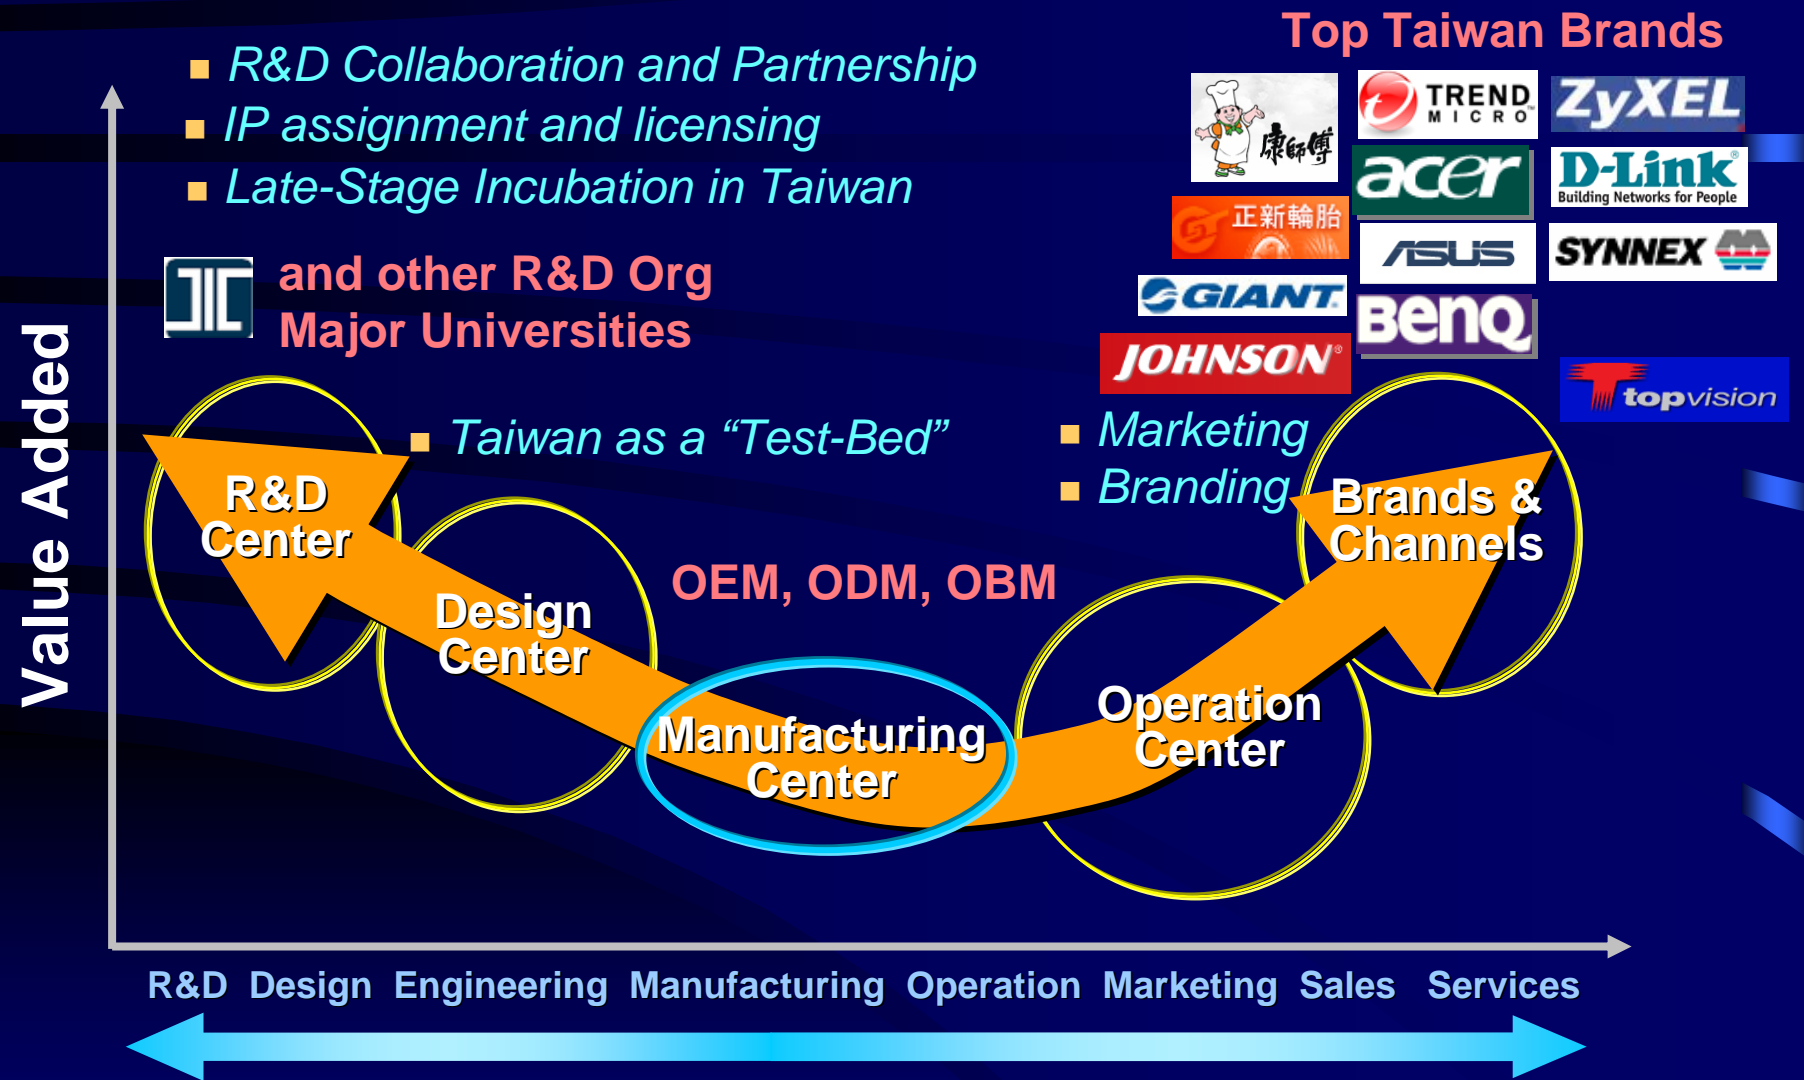 Top Taiwan Brands
R&D Collaboration and Partnership
IP assignment and licensing
Late-Stage Incubation in Taiwan
康師傅
TREND
MICRO
ZyXEL
acer
D-Link
Building Networks for People
正新輪胎
ASUS
SYNNEX
GIANT
BenQ
JOHNSON
topvision
and other R&D Org
Major Universities
Value Added
Taiwan as a “Test-Bed”
Marketing
Branding
R&D
Center
Brands &
Channels
Design
Center
OEM, ODM, OBM
Manufacturing
Center
Operation
Center
R&D Design Engineering Manufacturing Operation Marketing Sales Services